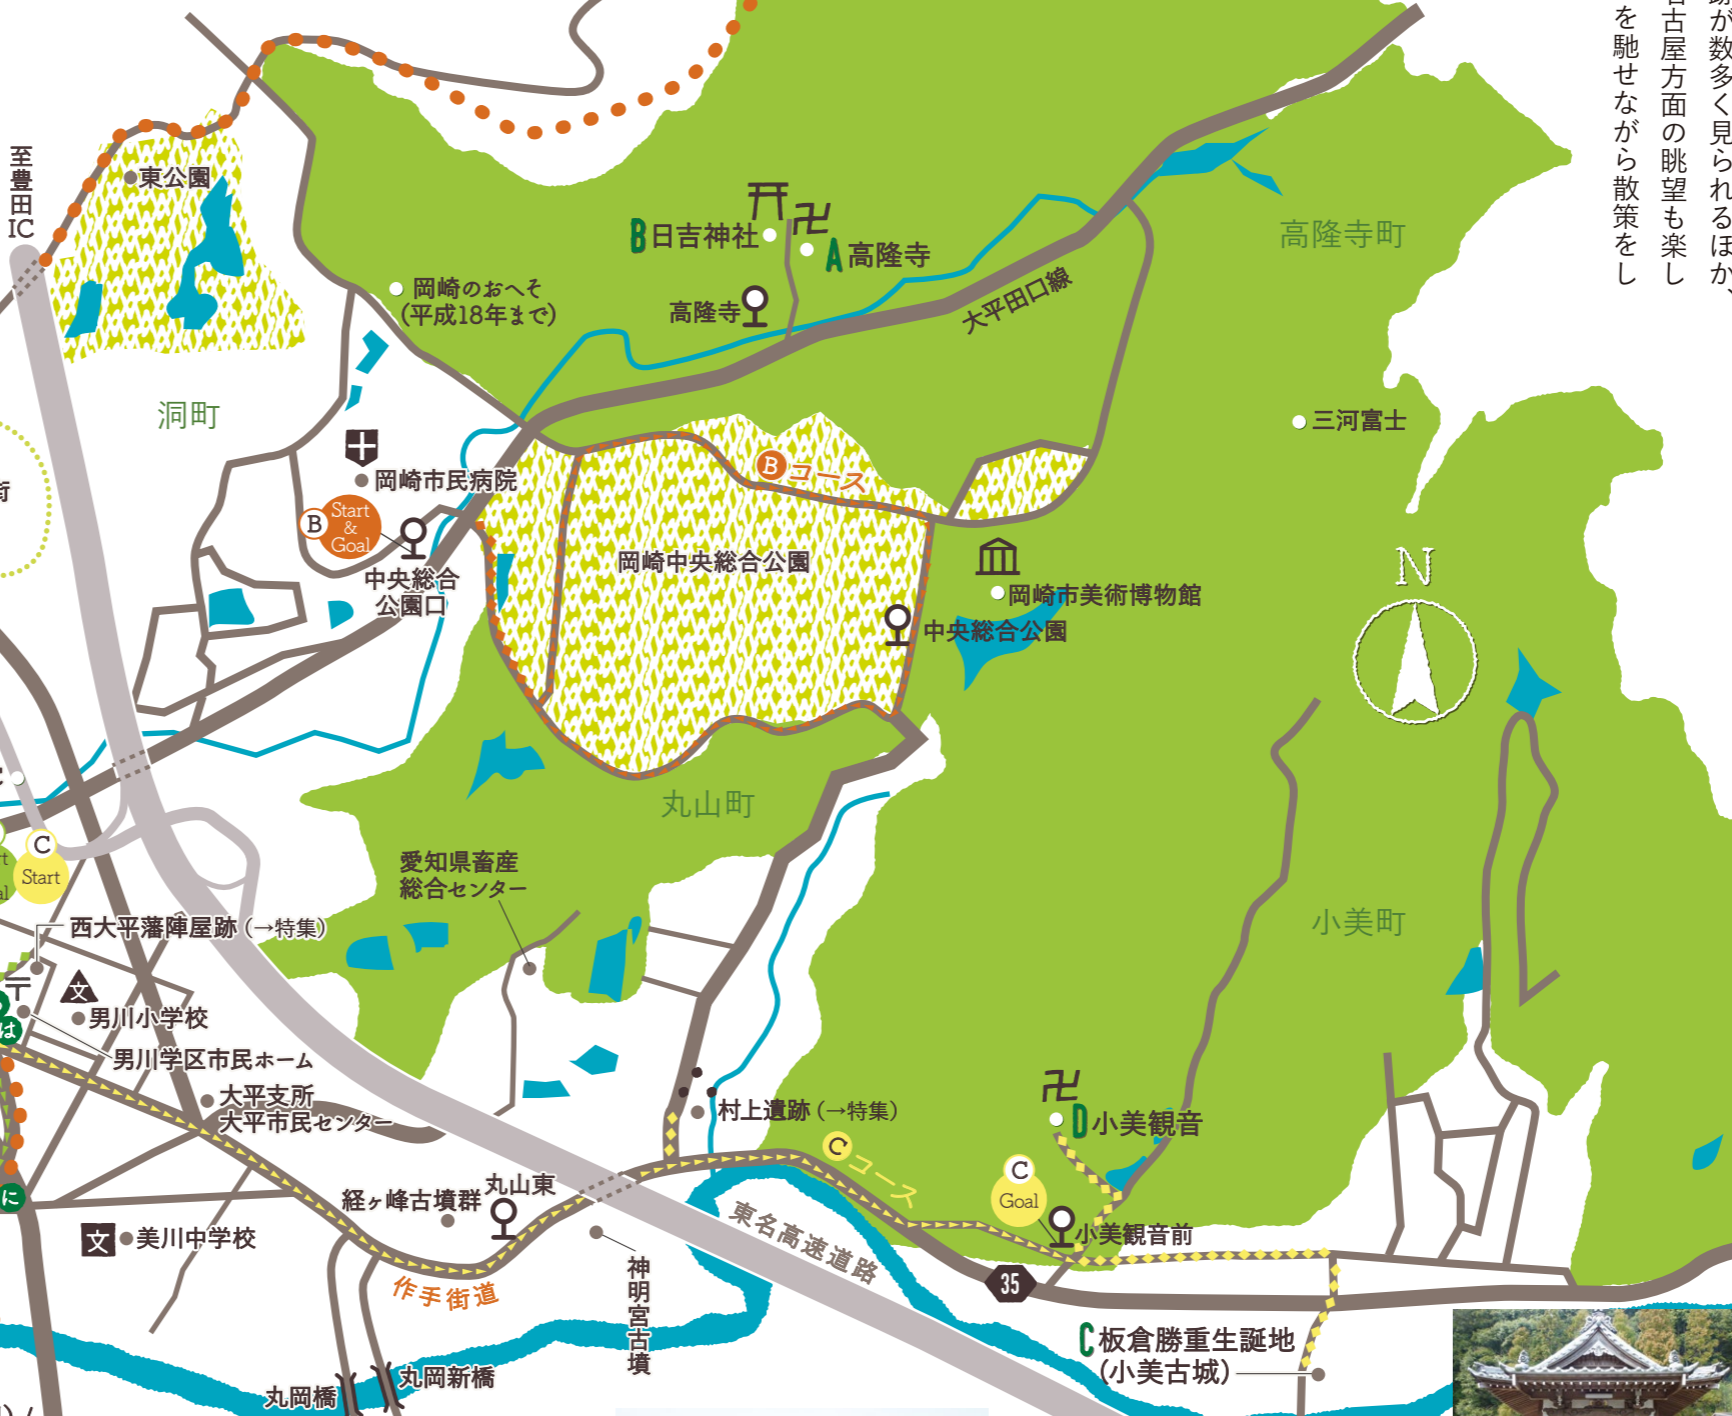 跡が数多く見られるほか、
名古屋方面の眺望も楽し
を馳せながら散策をし
至豊田IC
東公園
B日吉神社
A高隆寺
高隆寺町
岡崎のおへそ
(平成18年まで)
高隆寺
大平田口線
洞町
三河富士
街
岡崎市民病院
B コース
B
Start
&
Goal
岡崎中央総合公園
N
中央総合
公園口
岡崎市美術博物館
中央総合公園
丸山町
C
Start
愛知県畜産
総合センター
西大平藩陣屋跡(→特集)
小美町
〒
文
男川小学校
は
男川学区市民ホーム
大平支所
大平市民センター
村上遺跡(→特集)
D小美観音
C コース
C
Goal
に
経ヶ峰古墳群
丸山東
文
美川中学校
小美観音前
東名高速道路
作手街道
神明宮古墳
35
C板倉勝重生誕地
(小美古城)
丸岡橋
丸岡新橋